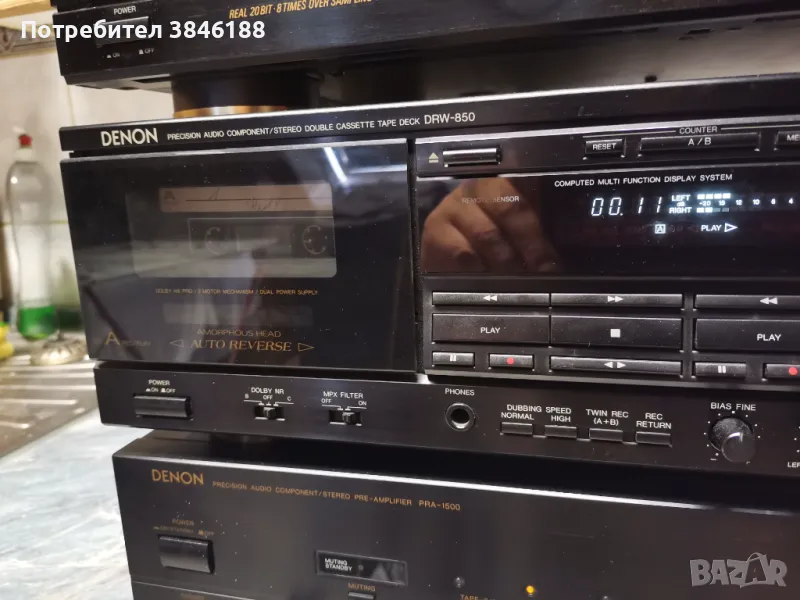 Потребител 3846188
POWER
ON OFF
REAL 20 BIT · 8 TIMES OVER SAMPLING
DENON PRECISION AUDIO COMPONENT/STEREO DOUBLE CASSETTE TAPE DECK DRW-850
COUNTER
RESET A/B
COMPUTED MULTI FUNCTION DISPLAY SYSTEM
REMOTE SENSOR
00.11 LEFT dB RIGHT
A PLAY
A
DOLBY NR PRO / 2 MOTOR MECHANISM / DUAL POWER SUPPLY
AMORPHOUS HEAD
AUTO REVERSE
A REC/PLAY
PLAY PLAY
POWER
ON OFF
DOLBY NR
B OFF C
MPX FILTER
OFF ON
PHONES
DUBBING NORMAL
SPEED HIGH
TWIN REC (A+B)
REC RETURN
BIAS FINE
DENON PRECISION AUDIO COMPONENT/STEREO PRE-AMPLIFIER PRA-1500
POWER
MUTING
STANDBY
MUTING
BAZAR